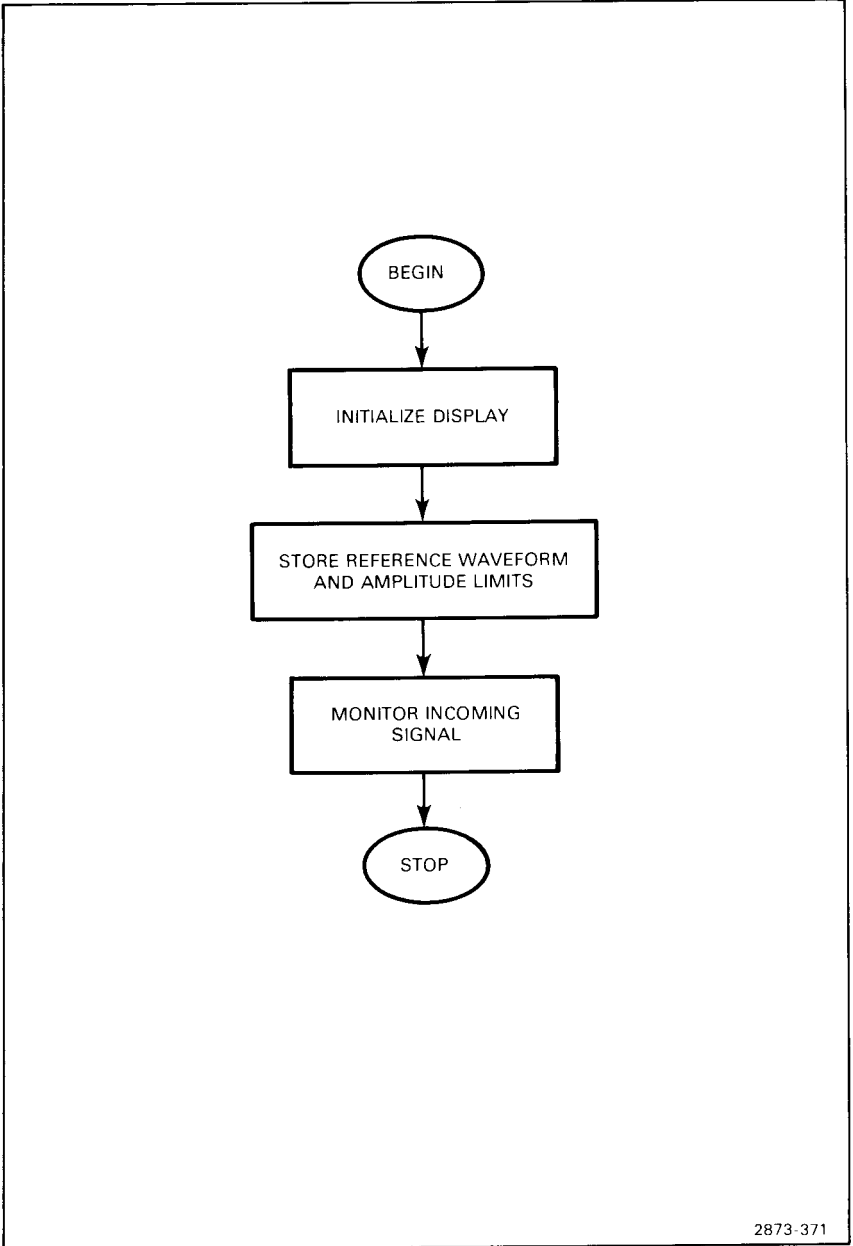 BEGIN
INITIALIZE DISPLAY
STORE REFERENCE WAVEFORM
AND AMPLITUDE LIMITS
MONITOR INCOMING
SIGNAL
STOP
2873-371